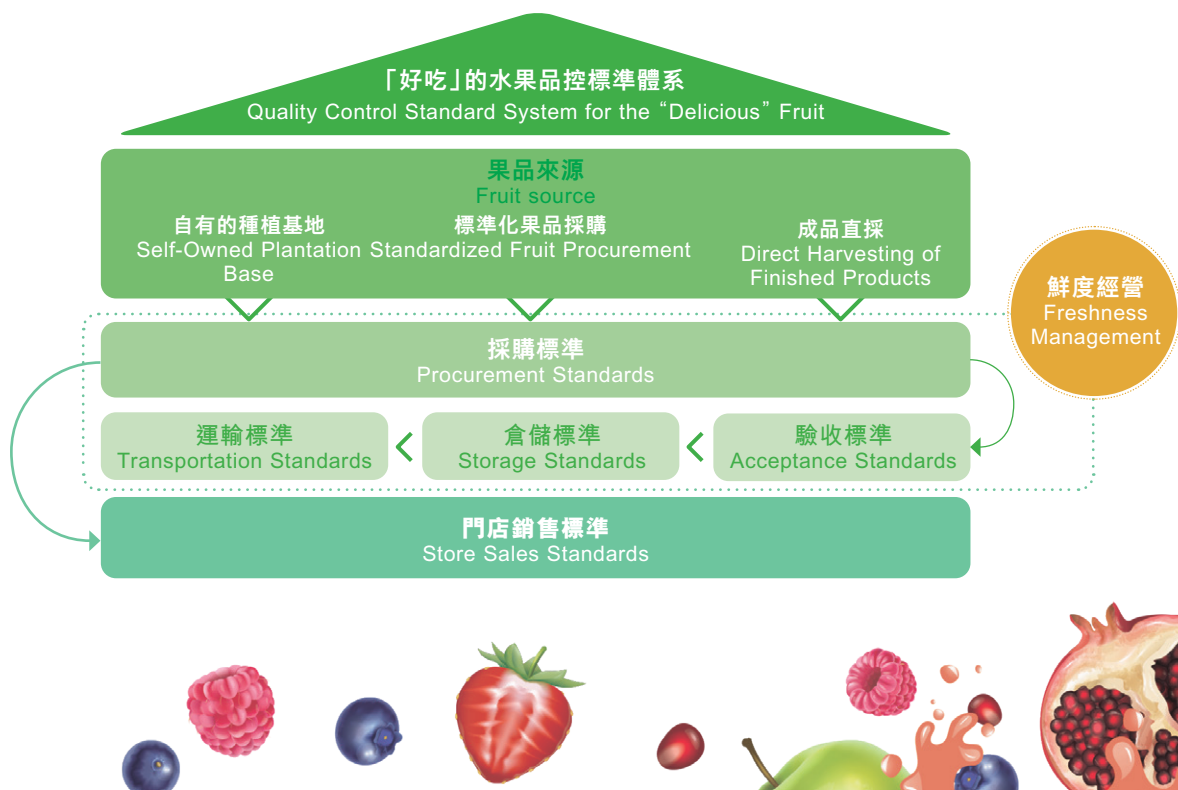 「好吃」的水果品控標準體系
Quality Control Standard System for the “Delicious” Fruit
果品來源
Fruit source
自有的種植基地
Self-Owned Plantation
Base
標準化果品採購
Standardized Fruit Procurement
成品直採
Direct Harvesting of
Finished Products
鮮度經營
Freshness
Management
採購標準
Procurement Standards
運輸標準
Transportation Standards
倉儲標準
Storage Standards
驗收標準
Acceptance Standards
門店銷售標準
Store Sales Standards